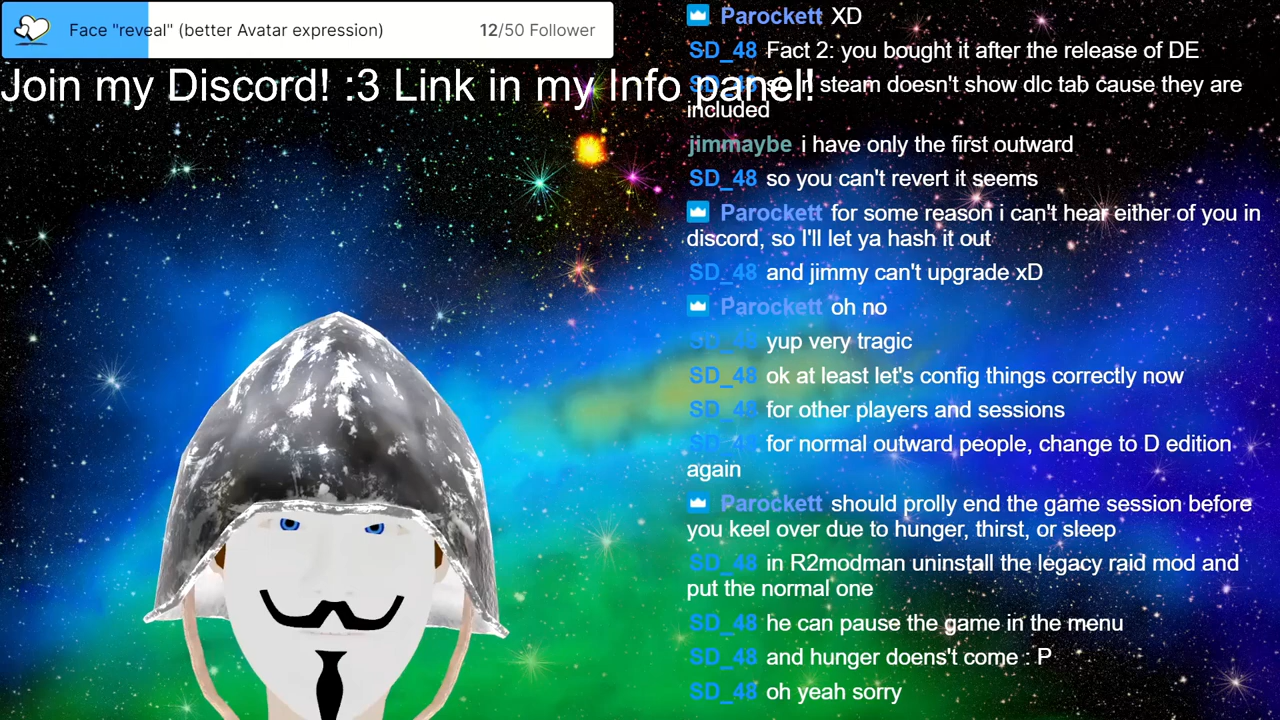 Face "reveal" (better Avatar expression) 12/50 Follower
Join my Discord! :3 Link in my Info panel!
Parockett XD
SD_48 Fact 2: you bought it after the release of DE
SD_48 steam doesn't show dlc tab cause they are
included
jimmaybe i have only the first outward
SD_48 so you can't revert it seems
Parockett for some reason i can't hear either of you in
discord, so I'll let ya hash it out
SD_48 and jimmy can't upgrade xD
Parockett oh no
SD_48 yup very tragic
SD_48 ok at least let's config things correctly now
SD_48 for other players and sessions
SD_48 for normal outward people, change to D edition
again
Parockett should prolly end the game session before
you keel over due to hunger, thirst, or sleep
SD_48 in R2modman uninstall the legacy raid mod and
put the normal one
SD_48 he can pause the game in the menu
SD_48 and hunger doens't come : P
SD_48 oh yeah sorry